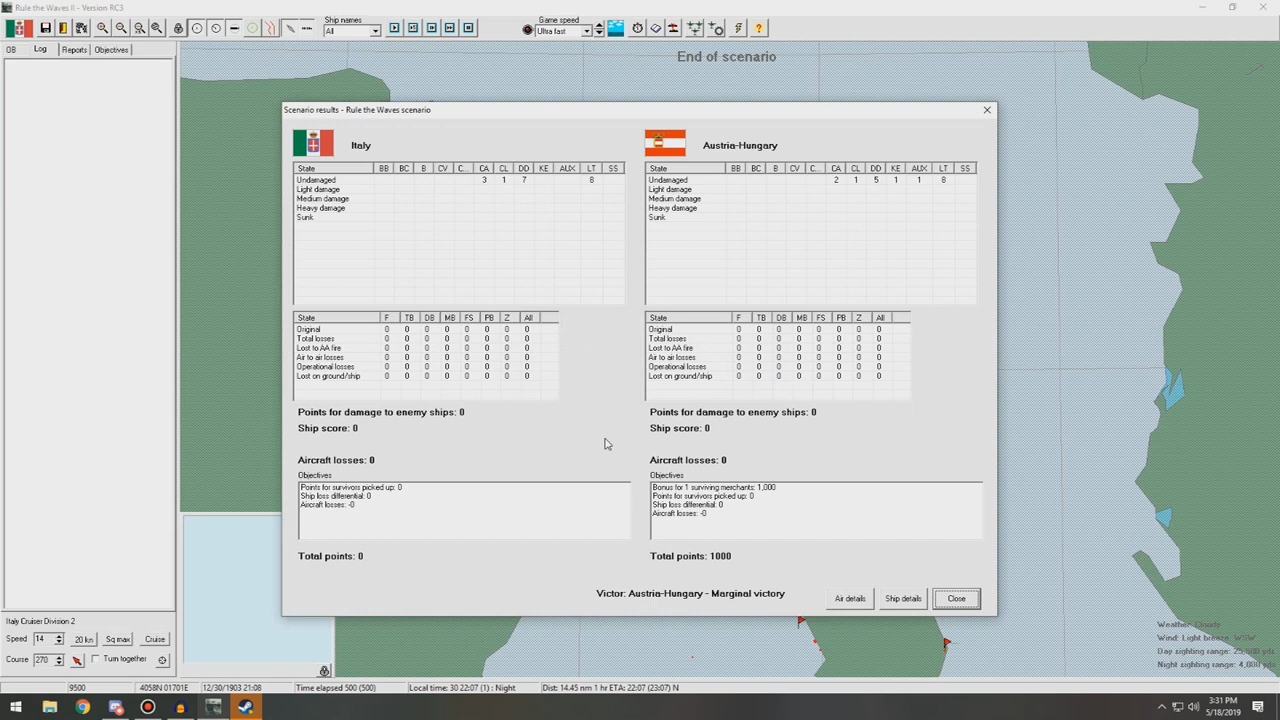 Rule the Waves II - Version RC3
Ship names
All
Game speed
Ultra fast
OB Log Reports Objectives
End of scenario
Scenario results - Rule the Waves scenario
Italy
Austria-Hungary
State BB BC B CV C... CA CL DD KE AUX LT SS
Undamaged 3 1 7 8
Light damage
Medium damage
Heavy damage
Sunk
State BB BC B CV C... CA CL DD KE AUX LT SS
Undamaged 2 1 5 1 1 8
Light damage
Medium damage
Heavy damage
Sunk
State F TB DB MB FS PB Z All
Original 0 0 0 0 0 0 0 0
Total losses 0 0 0 0 0 0 0 0
Lost to AA fire 0 0 0 0 0 0 0 0
Air to air losses 0 0 0 0 0 0 0 0
Operational losses 0 0 0 0 0 0 0 0
Lost on ground/ship 0 0 0 0 0 0 0 0
State F TB DB MB FS PB Z All
Original 0 0 0 0 0 0 0 0
Total losses 0 0 0 0 0 0 0 0
Lost to AA fire 0 0 0 0 0 0 0 0
Air to air losses 0 0 0 0 0 0 0 0
Operational losses 0 0 0 0 0 0 0 0
Lost on ground/ship 0 0 0 0 0 0 0 0
Points for damage to enemy ships: 0
Ship score: 0
Aircraft losses: 0
Objectives
Points for survivors picked up: 0
Ship loss differential: 0
Aircraft losses: -0
Total points: 0
Points for damage to enemy ships: 0
Ship score: 0
Aircraft losses: 0
Objectives
Bonus for 1 surviving merchants: 1,000
Points for survivors picked up: 0
Ship loss differential: 0
Aircraft losses: -0
Total points: 1000
Victor: Austria-Hungary - Marginal victory
Air details
Ship details
Close
Italy Cruiser Division 2
Speed 14 20 kn Sq max Cruise
Course 270 Turn together
Weather: Cloudy
Wind: Light breeze: WSW
Day sighting range: 25,500 yds
Night sighting range: 4,000 yds
9500 4058N 01701E 12/30/1903 21:08 Time elapsed 500 (500) Local time: 30 22:07 (1) : Night Dist: 14.45 nm 1 hr ETA: 22:07 (23:07) N
3:31 PM
5/18/2019